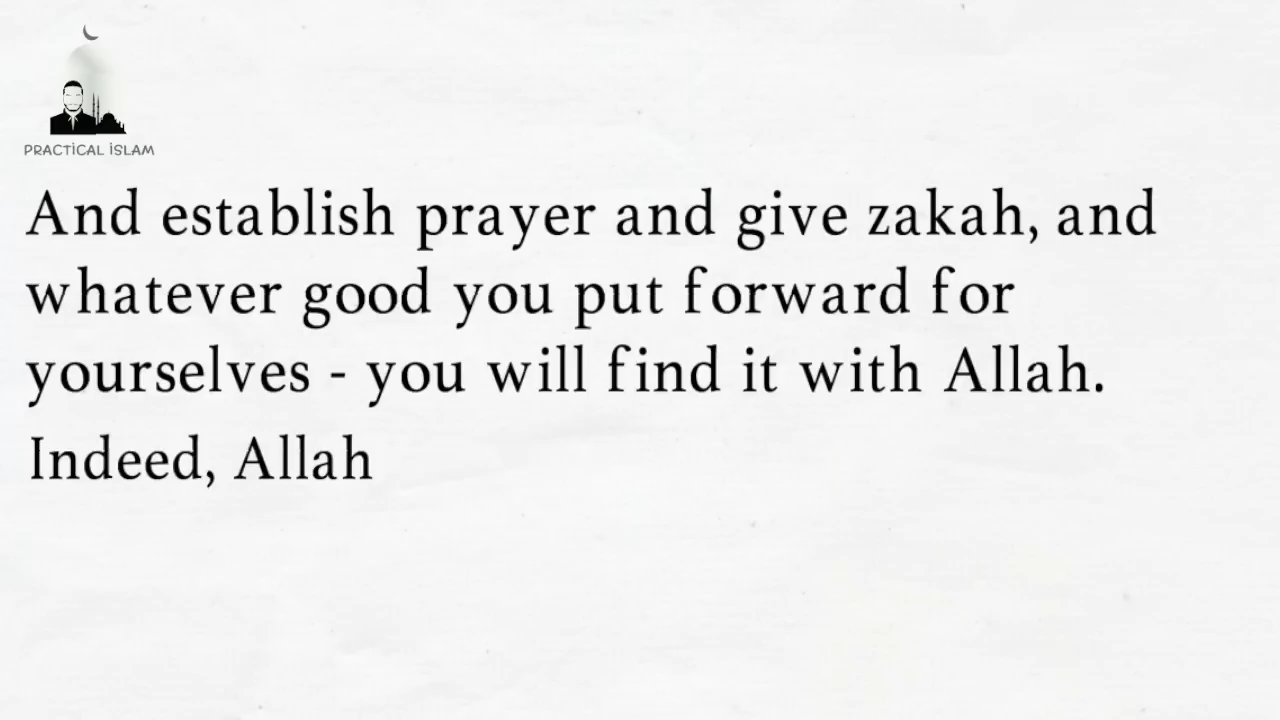 PRACTİCAL İSLAM
And establish prayer and give zakah, and
whatever good you put forward for
yourselves - you will find it with Allah.
Indeed, Allah